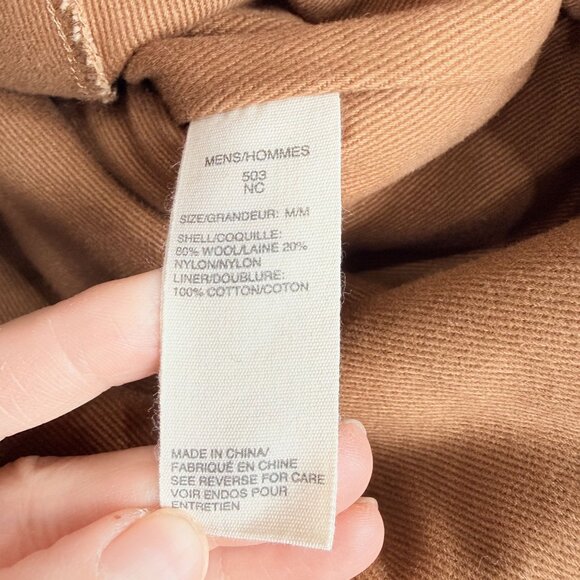 MENS/HOMMES
503
NC
SIZE/GRANDEUR: M/M
SHELL/COQUILLE:
80% WOOL/LAINE 20%
NYLON/NYLON
LINER/DOUBLURE:
100% COTTON/COTON
MADE IN CHINA/
FABRIQUÉ EN CHINE
SEE REVERSE FOR CARE
VOIR ENDOS POUR
ENTRETIEN